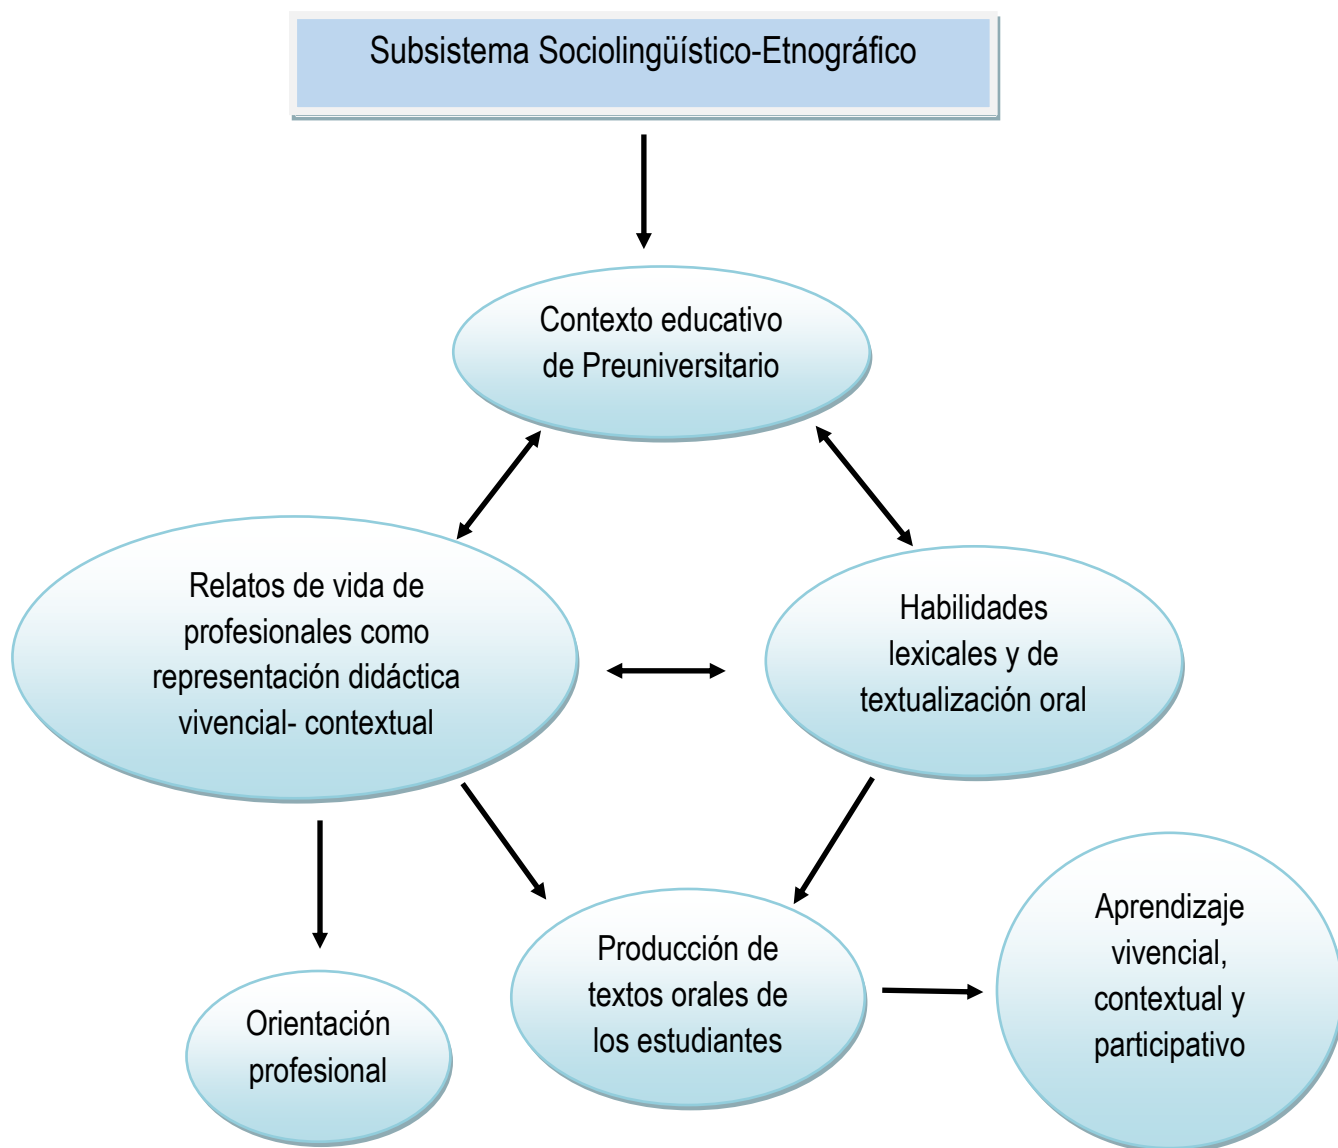 Subsistema Sociolingüístico-Etnográfico
Contexto educativo
de Preuniversitario
Relatos de vida de
profesionales como
representación didáctica
vivencial- contextual
Habilidades
lexicales y de
textualización oral
Orientación
profesional
Producción de
textos orales de
los estudiantes
Aprendizaje
vivencial,
contextual y
participativo